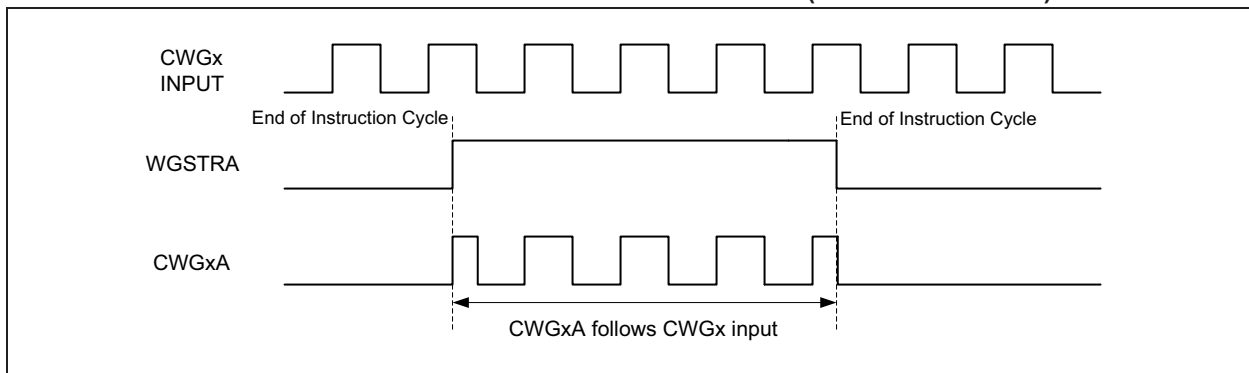 CWGx
INPUT
End of Instruction Cycle
End of Instruction Cycle
WGSTRA
CWGxA
CWGxA follows CWGx input